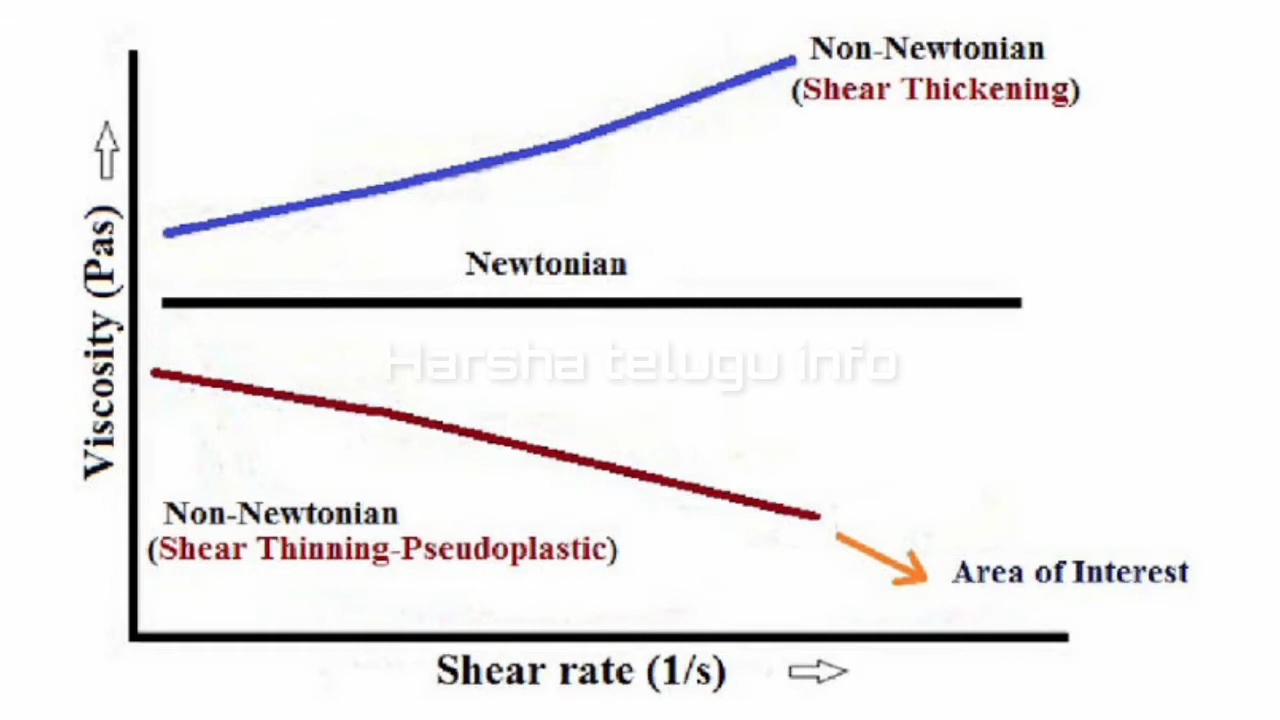 Non-Newtonian
(Shear Thickening)
Newtonian
Harsha telugu info
Viscosity (Pas)
Non-Newtonian
(Shear Thinning-Pseudoplastic)
Area of Interest
Shear rate (1/s)